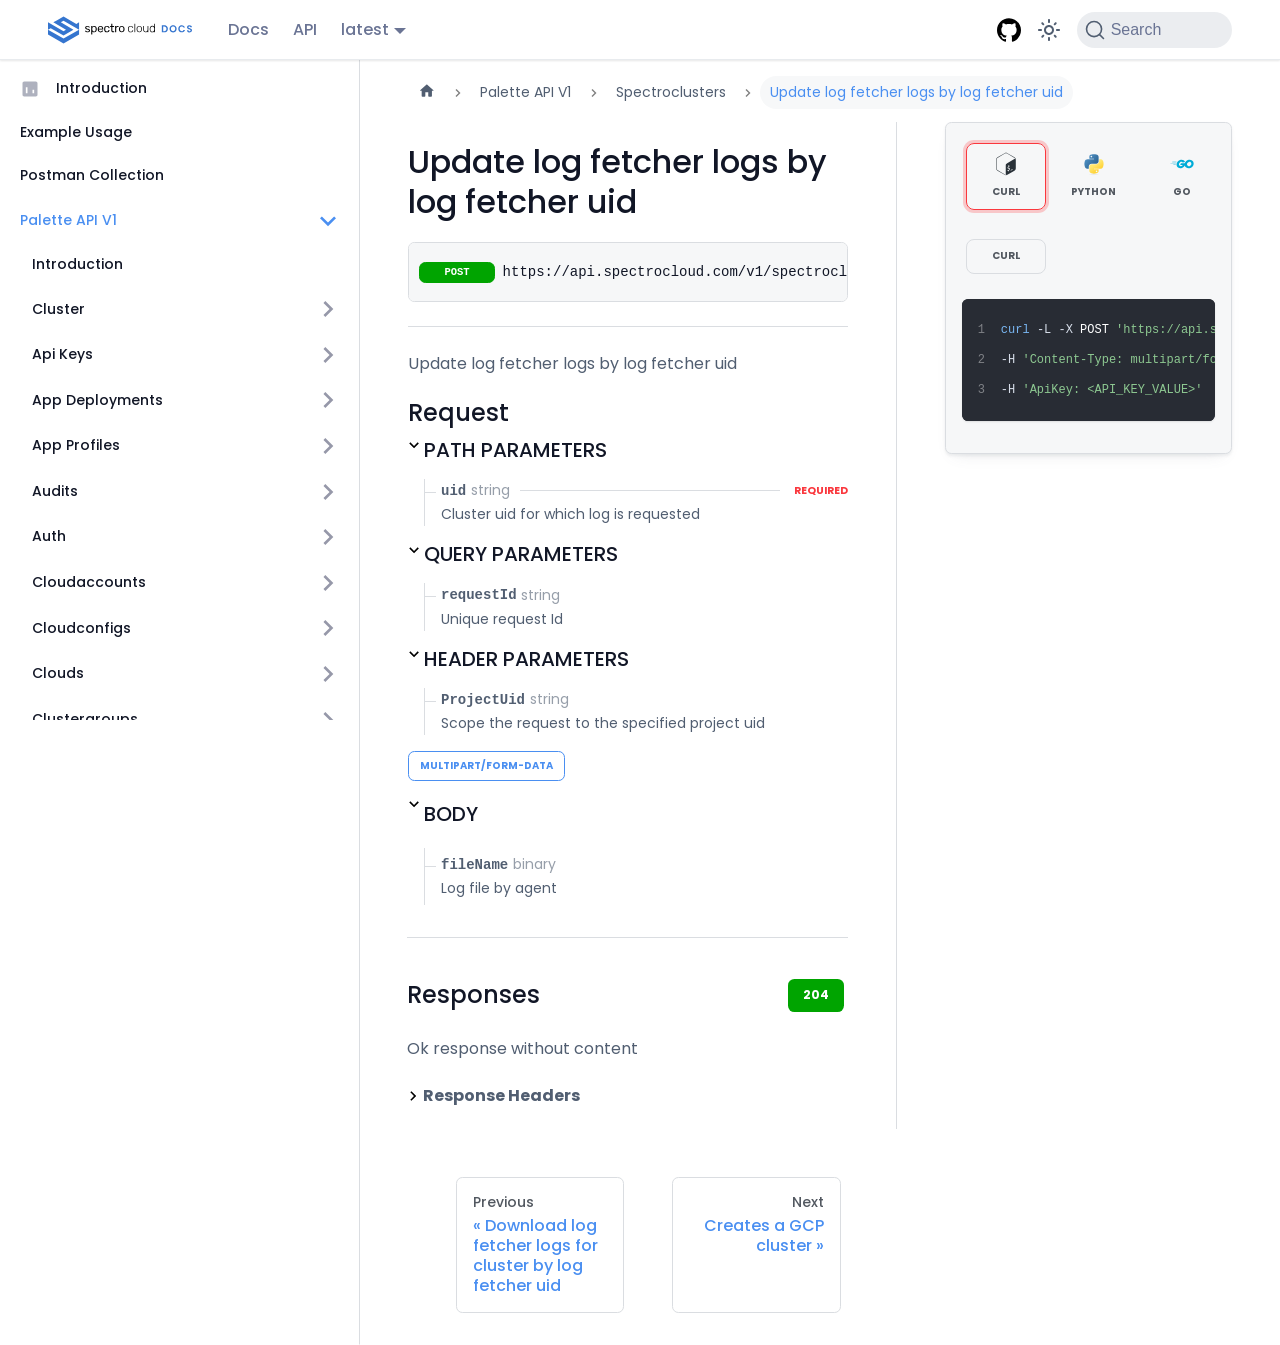 spectro cloud DOCS
Docs
API
latest
Search
Introduction
Example Usage
Postman Collection
Palette API V1
Introduction
Cluster
Api Keys
App Deployments
App Profiles
Audits
Auth
Cloudaccounts
Cloudconfigs
Clouds
Clustergroups
Palette API V1
Spectroclusters
Update log fetcher logs by log fetcher uid
Update log fetcher logs by
log fetcher uid
POST https://api.spectrocloud.com/v1/spectrocl
Update log fetcher logs by log fetcher uid
Request
PATH PARAMETERS
uid string REQUIRED
Cluster uid for which log is requested
QUERY PARAMETERS
requestId string
Unique request Id
HEADER PARAMETERS
ProjectUid string
Scope the request to the specified project uid
MULTIPART/FORM-DATA
BODY
fileName binary
Log file by agent
Responses
204
Ok response without content
Response Headers
Previous
« Download log
fetcher logs for
cluster by log
fetcher uid
Next
Creates a GCP
cluster »
CURL
PYTHON
GO
CURL
1 curl -L -X POST 'https://api.s
2 -H 'Content-Type: multipart/fo
3 -H 'ApiKey: <API_KEY_VALUE>'